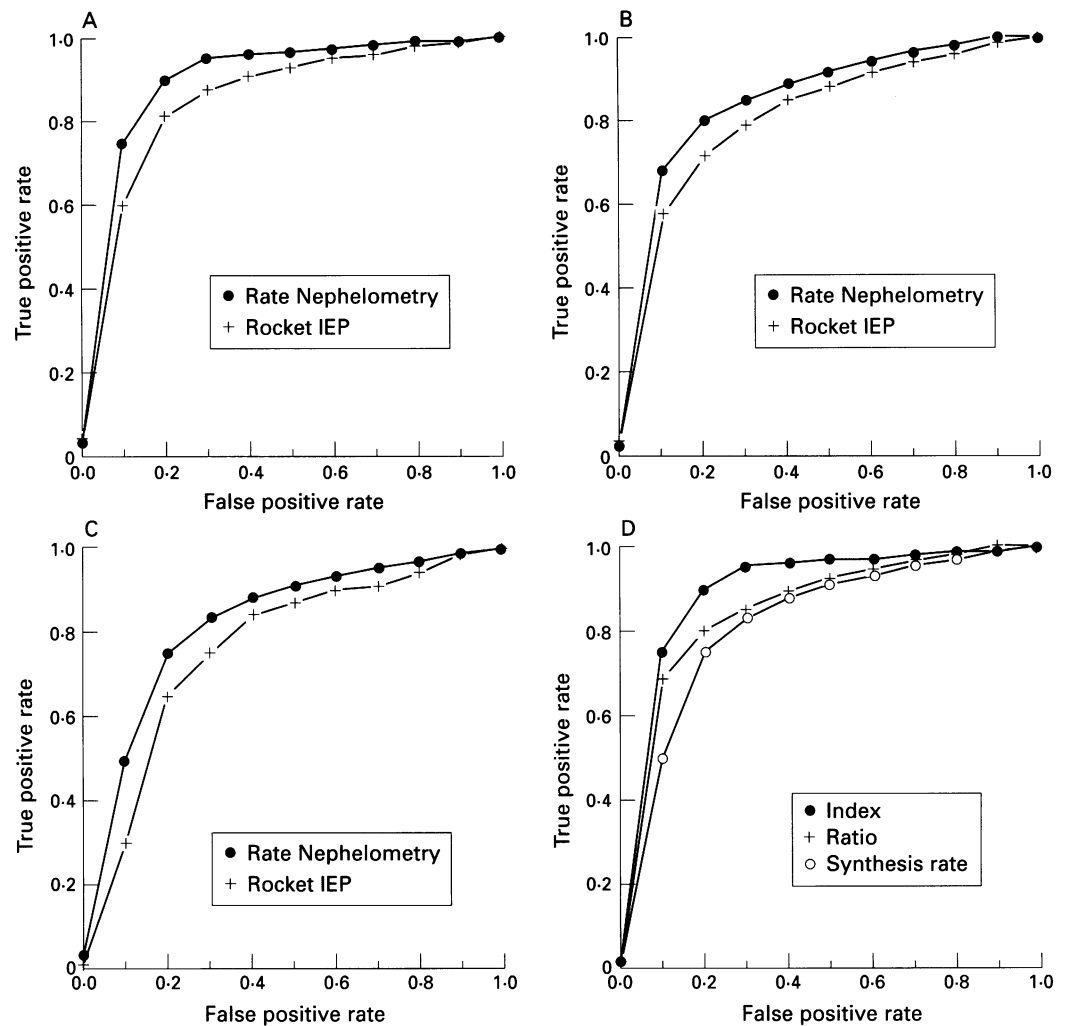 A
1·0
0·8
0·6
0·4
0·2
0
0·0 0·2 0·4 0·6 0·8 1·0
True positive rate
False positive rate
Rate Nephelometry
Rocket IEP
B
1·0
0·8
0·6
0·4
0·2
0
0·0 0·2 0·4 0·6 0·8 1·0
True positive rate
False positive rate
Rate Nephelometry
Rocket IEP
C
1·0
0·8
0·6
0·4
0·2
0
0·0 0·2 0·4 0·6 0·8 1·0
True positive rate
False positive rate
Rate Nephelometry
Rocket IEP
D
1·0
0·8
0·6
0·4
0·2
0
0·0 0·2 0·4 0·6 0·8 1·0
True positive rate
False positive rate
Index
Ratio
Synthesis rate